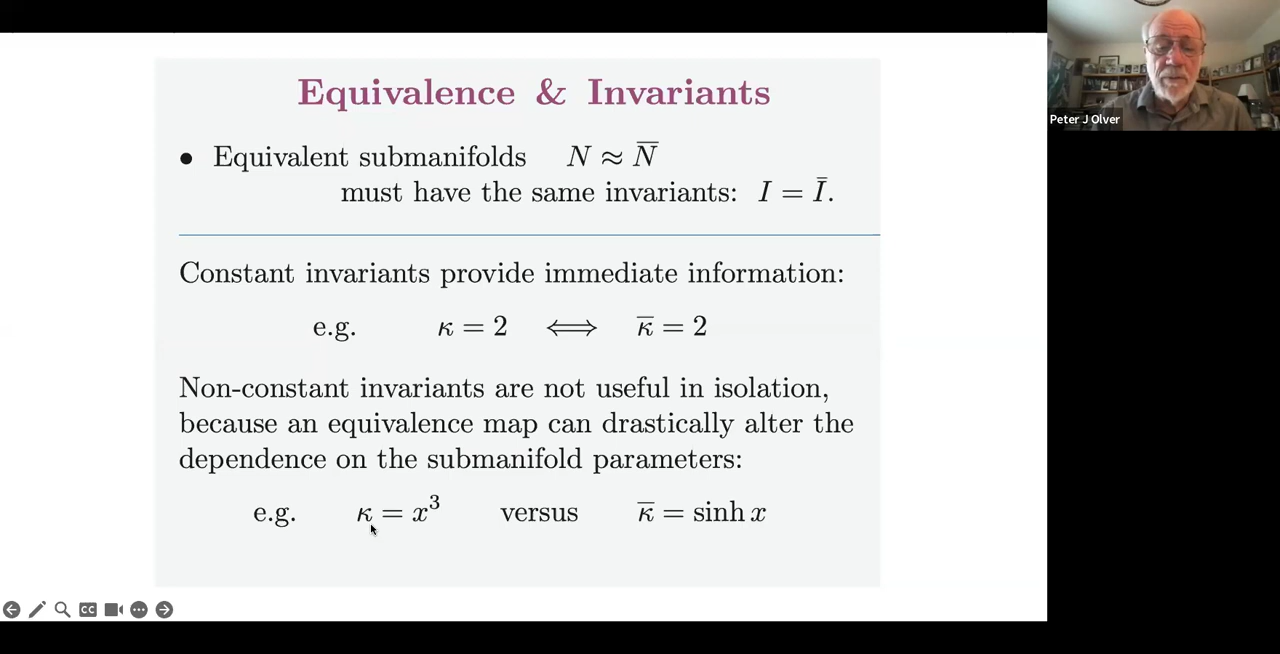 Equivalence & Invariants
• Equivalent submanifolds N ≈ N̅
must have the same invariants: I = Ī.
Constant invariants provide immediate information:
e.g. κ = 2 ⟺ κ̅ = 2
Non-constant invariants are not useful in isolation,
because an equivalence map can drastically alter the
dependence on the submanifold parameters:
e.g. κ = x³ versus κ̅ = sinh x
Peter J Olver
CC